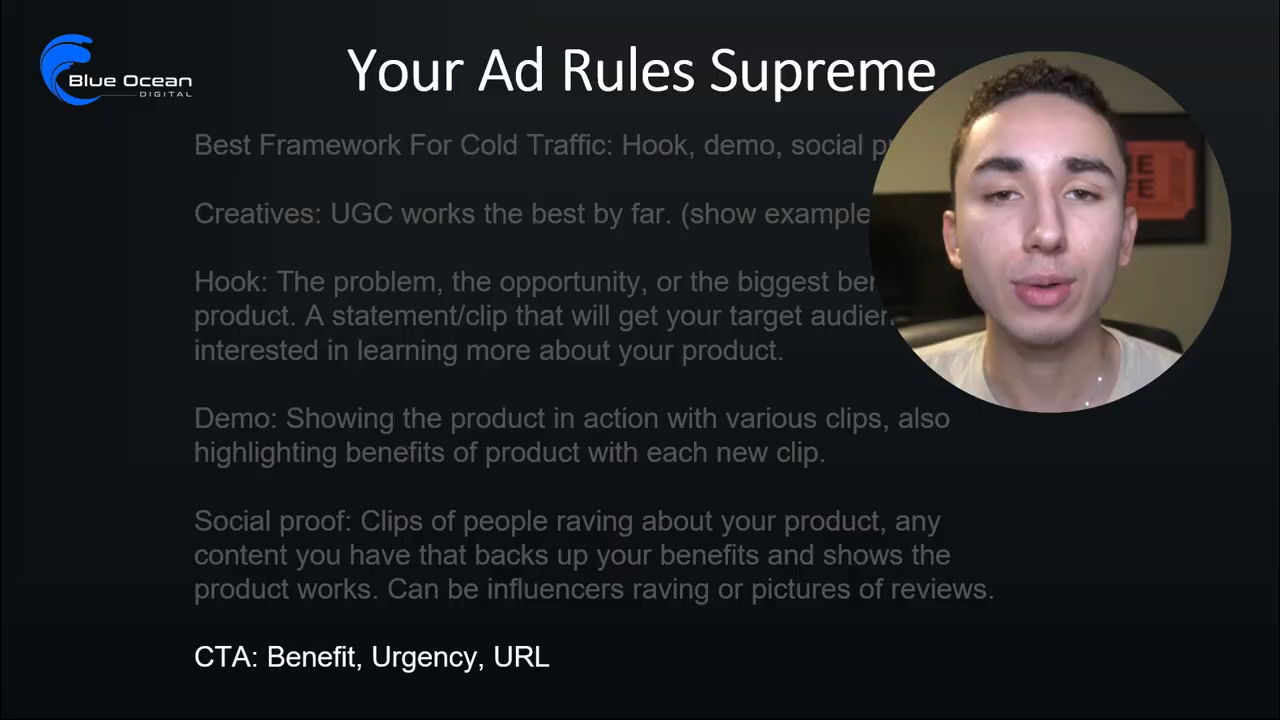 Blue Ocean
DIGITAL
Your Ad Rules Supreme
Best Framework For Cold Traffic: Hook, demo, social
Creatives: UGC works the best by far. (show example
Hook: The problem, the opportunity, or the biggest
product. A statement/clip that will get your target
interested in learning more about your product.
Demo: Showing the product in action with various clips, also
highlighting benefits of product with each new clip.
Social proof: Clips of people raving about your product, any
content you have that backs up your benefits and shows the
product works. Can be influencers raving or pictures of reviews.
CTA: Benefit, Urgency, URL